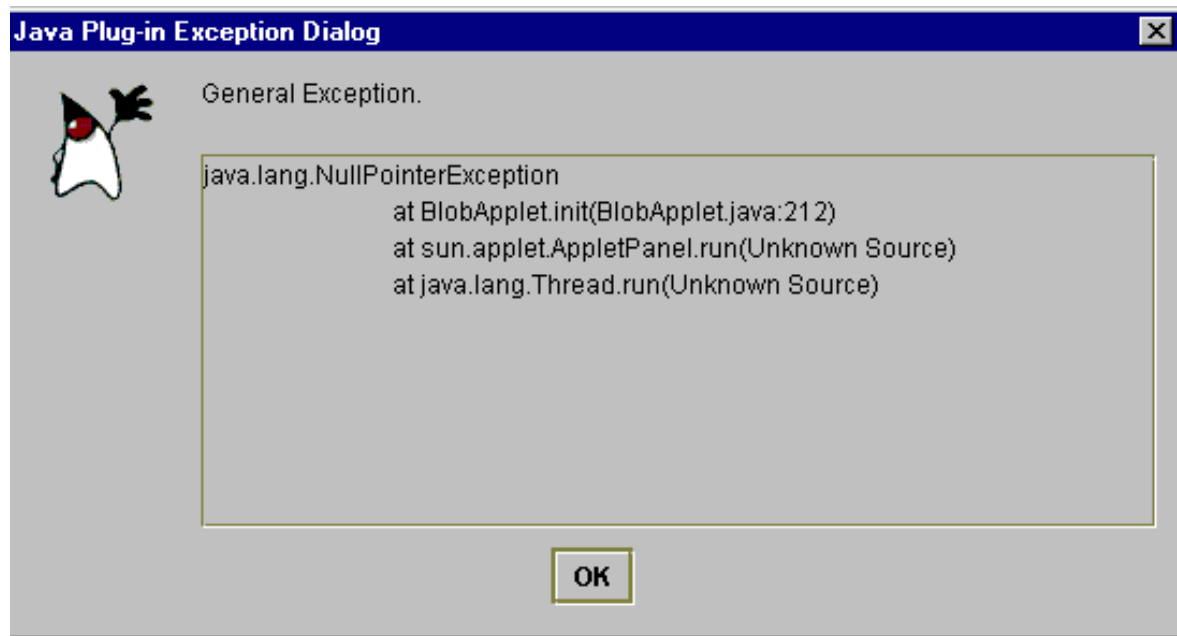 Java Plug-in Exception Dialog
General Exception.
java.lang.NullPointerException
at BlobApplet.init(BlobApplet.java:212)
at sun.applet.AppletPanel.run(Unknown Source)
at java.lang.Thread.run(Unknown Source)
OK